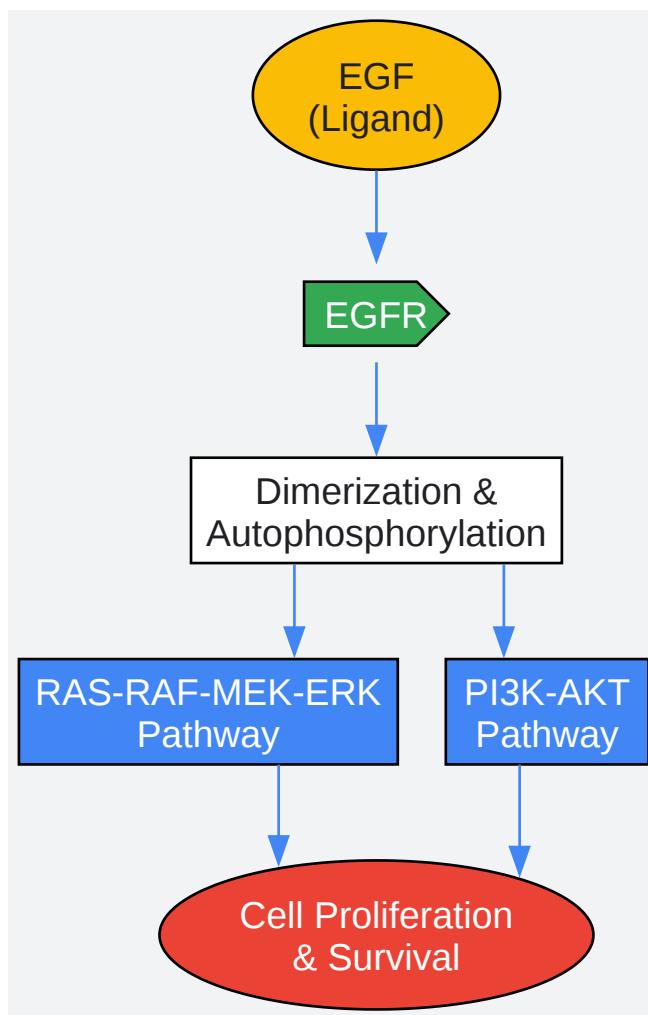 EGF
(Ligand)
EGFR
Dimerization &
Autophosphorylation
RAS-RAF-MEK-ERK
Pathway
PI3K-AKT
Pathway
Cell Proliferation
& Survival